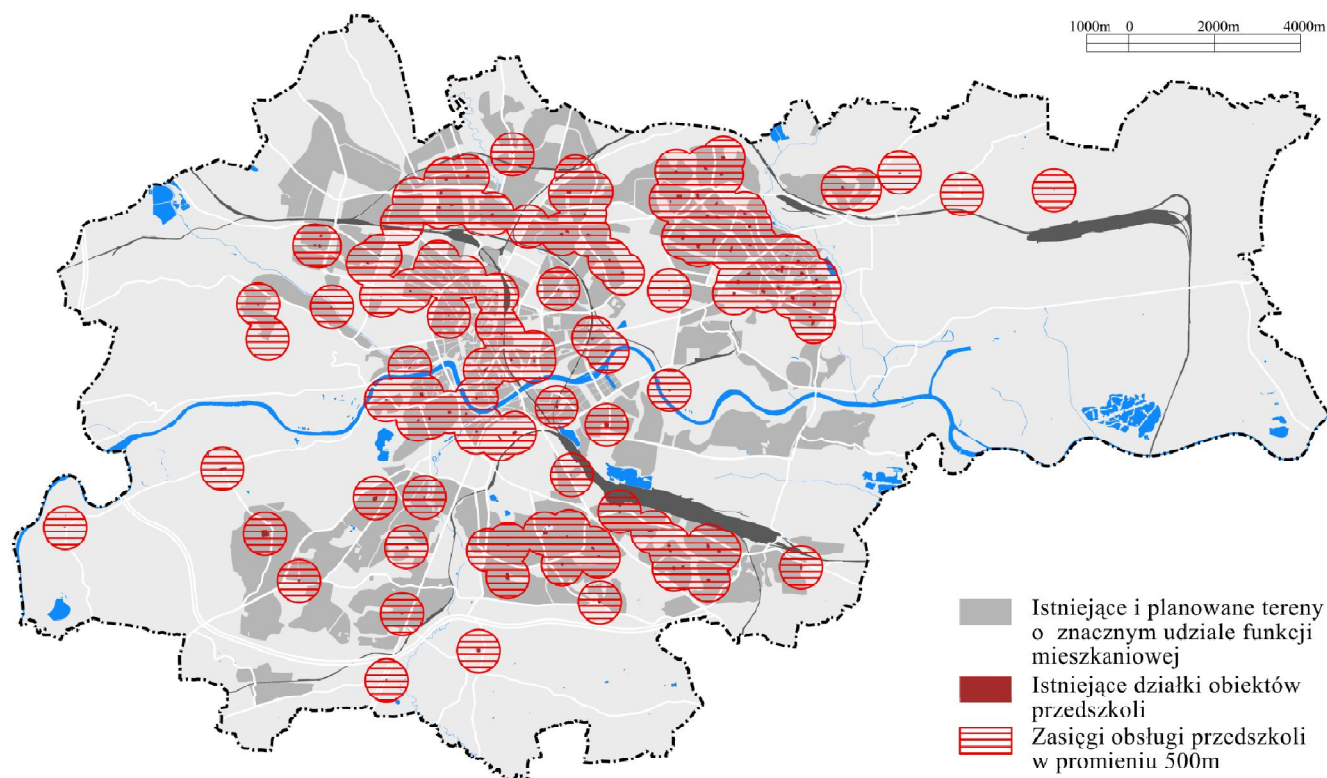 1000m 0 2000m 4000m
Istniejące i planowane tereny
o znacznym udziale funkcji
mieszkaniowej
Istniejące działki obiektów
przedszkoli
Zasięgi obsługi przedszkoli
w promieniu 500m